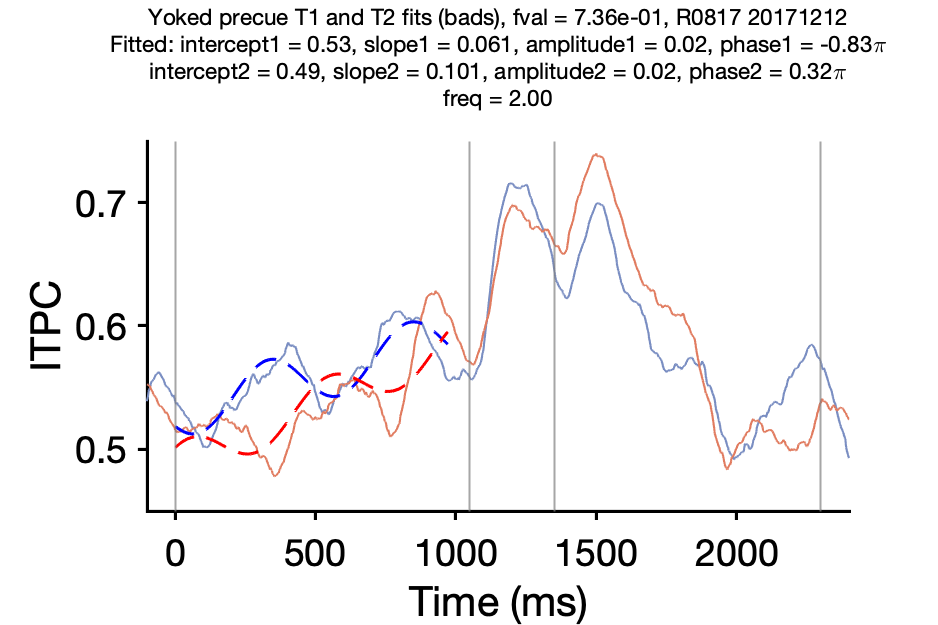 Yoked precue T1 and T2 fits (bads), fval = 7.36e-01, R0817 20171212
Fitted: intercept1 = 0.53, slope1 = 0.061, amplitude1 = 0.02, phase1 = -0.83π
intercept2 = 0.49, slope2 = 0.101, amplitude2 = 0.02, phase2 = 0.32π
freq = 2.00
0.7
0.6
0.5
ITPC
0 500 1000 1500 2000
Time (ms)